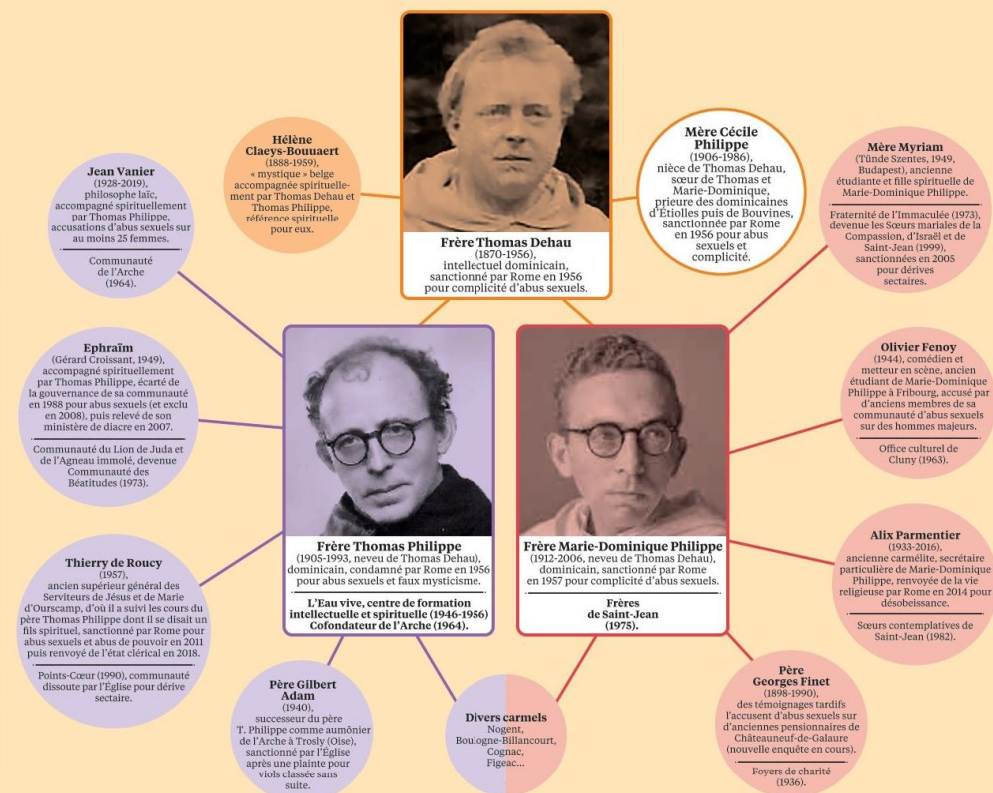 Hélène
Claeys-Bouuaert
(1888-1959),
« mystique » belge
accompagnée spirituelle-
ment par Thomas Dehau et
Thomas Philippe,
référence spirituelle
pour eux.
Frère Thomas Dehau
(1870-1956),
intellectuel dominicain,
sanctionné par Rome en 1956
pour complicité d'abus sexuels.
Mère Cécile
Philippe
(1906-1986),
nièce de Thomas Dehau,
sœur de Thomas et
Marie-Dominique,
prieure des dominicaines
d'Étiolles puis de Bouvines,
sanctionnée par Rome
en 1956 pour abus
sexuels et
complicité.
Jean Vanier
(1928-2019),
philosophe laïc,
accompagné spirituellement
par Thomas Philippe,
accusations d'abus sexuels sur
au moins 25 femmes.
Communauté
de l'Arche
(1964).
Mère Myriam
(Tünde Szentes, 1949,
Budapest), ancienne
étudiante et fille spirituelle de
Marie-Dominique Philippe.
Fraternité de l'Immaculée (1973),
devenue les Sœurs mariales de la
Compassion, d'Israël et de
Saint-Jean (1999),
sanctionnées en 2005
pour dérives
sectaires.
Ephraïm
(Gérard Croissant, 1949),
accompagné spirituellement
par Thomas Philippe, écarté de
la gouvernance de sa communauté
en 1988 pour abus sexuels (et exclu
en 2008), puis relevé de son
ministère de diacre en 2007.
Communauté du Lion de Juda et
de l'Agneau immolé, devenue
Communauté des
Béatitudes (1973).
Frère Thomas Philippe
(1905-1993, neveu de Thomas Dehau),
dominicain, condamné par Rome en 1956
pour abus sexuels et faux mysticisme.
L'Eau vive, centre de formation
intellectuelle et spirituelle (1946-1956)
Cofondateur de l'Arche (1964).
Frère Marie-Dominique Philippe
(1912-2006, neveu de Thomas Dehau),
dominicain, sanctionné par Rome
en 1957 pour complicité d'abus sexuels.
Frères
de Saint-Jean
(1975).
Olivier Fenoy
(1944), comédien et
metteur en scène, ancien
étudiant de Marie-Dominique
Philippe à Fribourg, accusé par
d'anciens membres de sa
communauté d'abus sexuels
sur des hommes majeurs.
Office culturel de
Cluny (1963).
Thierry de Roucy
(1957),
ancien supérieur général des
Serviteurs de Jésus et de Marie
d'Ourscamp, d'où il a suivi les cours du
père Thomas Philippe dont il se disait un
fils spirituel, sanctionné par Rome pour
abus sexuels et abus de pouvoir en 2011
puis renvoyé de l'état clérical en 2018.
Points-Cœur (1990), communauté
dissoute par l'Église pour dérive
sectaire.
Alix Parmentier
(1933-2016),
ancienne carmélite, secrétaire
particulière de Marie-Dominique
Philippe, renvoyée de la vie
religieuse par Rome en 2014 pour
désobeissance.
Sœurs contemplatives de
Saint-Jean (1982).
Père Gilbert
Adam
(1940),
successeur du père
T. Philippe comme aumônier
de l'Arche à Trosly (Oise),
sanctionné par l'Église
après une plainte pour
viols classée sans
suite.
Divers carmels
Nogent,
Boulogne-Billancourt,
Cognac,
Figeac...
Père
Georges Finet
(1898-1990),
des témoignages tardifs
l'accusent d'abus sexuels sur
d'anciennes pensionnaires de
Châteauneuf-de-Galaure
(nouvelle enquête en cours).
Foyers de charité
(1936).